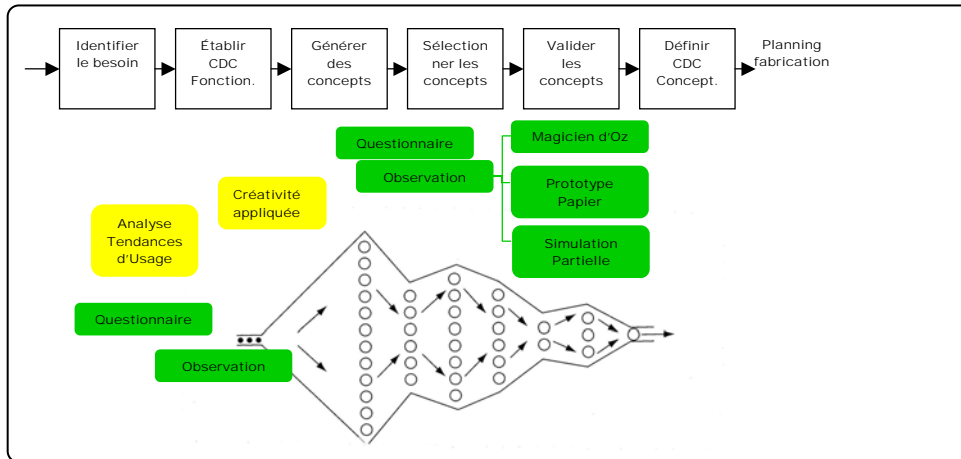 Identifier
le besoin
Établir
CDC
Fonction.
Générer
des
concepts
Sélection
ner les
concepts
Valider
les
concepts
Définir
CDC
Concept.
Planning
fabrication
Questionnaire
Observation
Magicien d'Oz
Prototype
Papier
Simulation
Partielle
Créativité
appliquée
Analyse
Tendances
d'Usage
Questionnaire
Observation